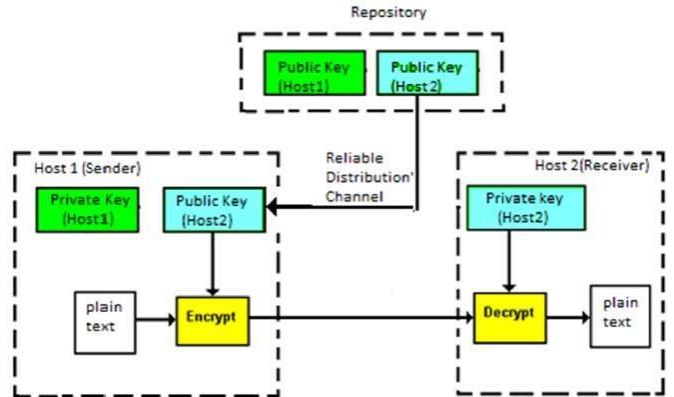 Repository
Public Key
(Host1)
Public Key
(Host2)
Reliable
Distribution'
Channel
Host 1 (Sender)
Private Key
(Host1)
Public Key
(Host2)
plain
text
Encrypt
Host 2(Receiver)
Private key
(Host2)
Decrypt
plain
text